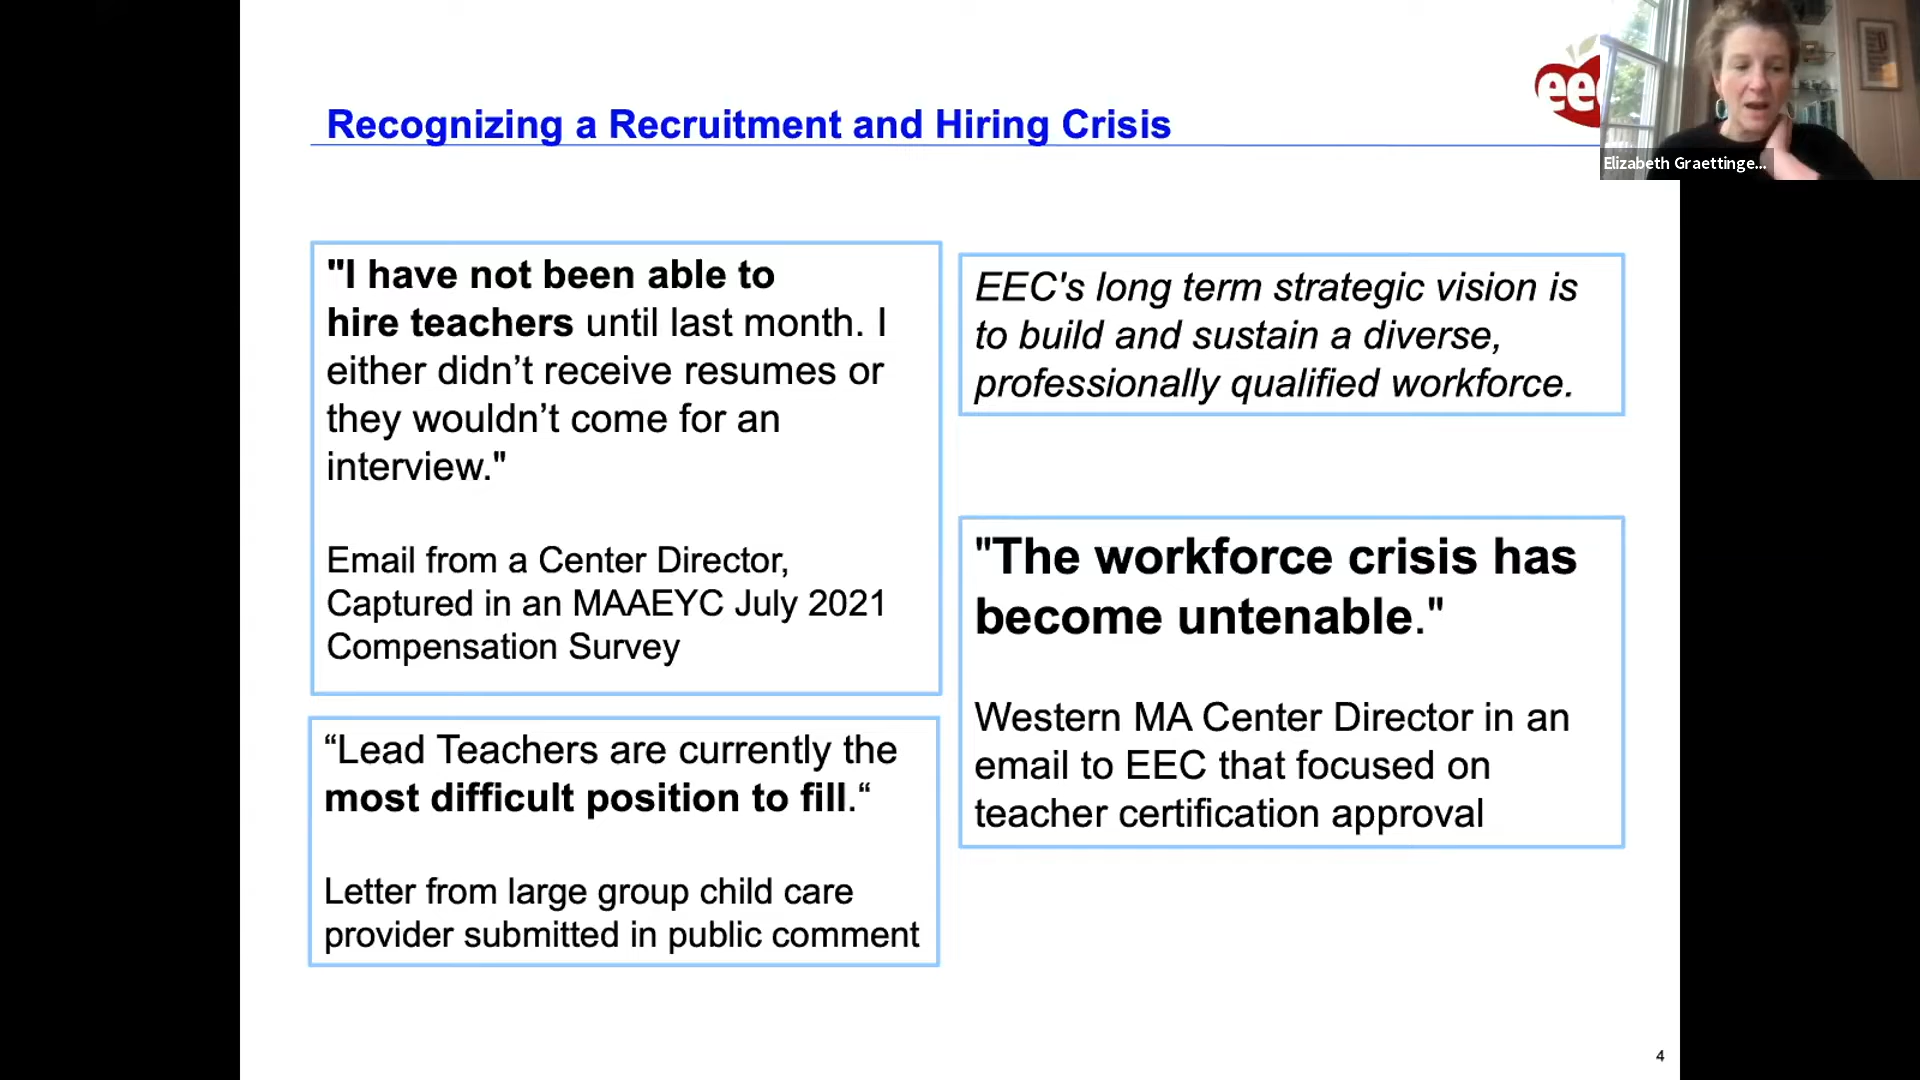 Recognizing a Recruitment and Hiring Crisis
ee
Elizabeth Graettinge...
"I have not been able to
hire teachers until last month. I
either didn’t receive resumes or
they wouldn’t come for an
interview."
Email from a Center Director,
Captured in an MAAEYC July 2021
Compensation Survey
“Lead Teachers are currently the
most difficult position to fill.“
Letter from large group child care
provider submitted in public comment
EEC's long term strategic vision is
to build and sustain a diverse,
professionally qualified workforce.
"The workforce crisis has
become untenable."
Western MA Center Director in an
email to EEC that focused on
teacher certification approval
4